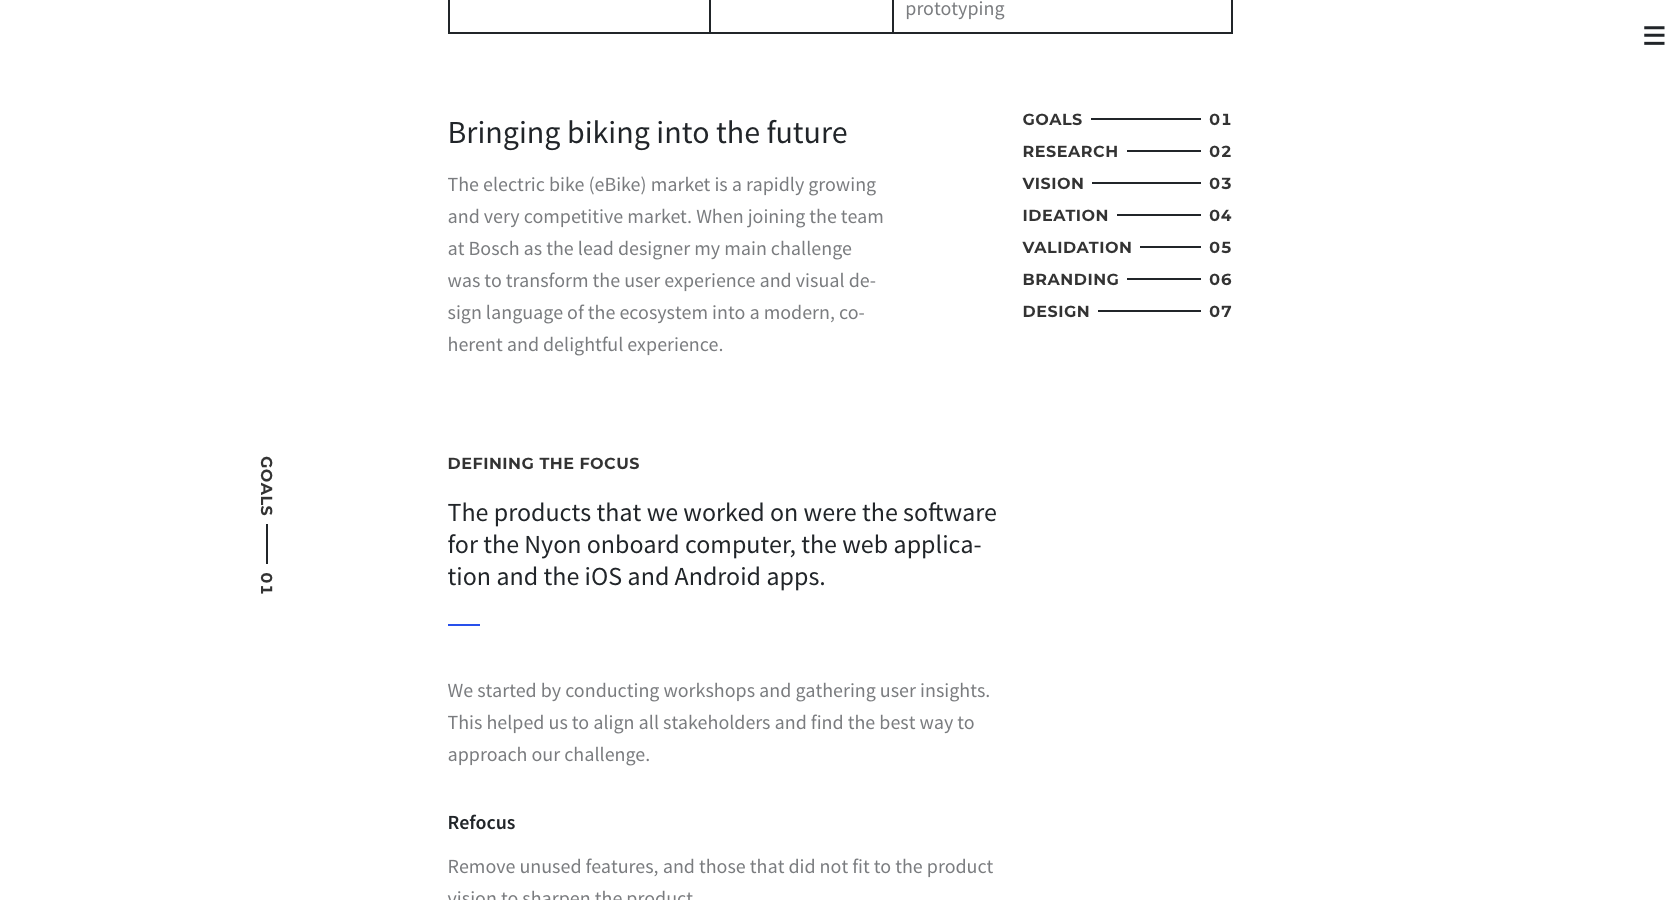 prototyping
Bringing biking into the future
The electric bike (eBike) market is a rapidly growing
and very competitive market. When joining the team
at Bosch as the lead designer my main challenge
was to transform the user experience and visual de-
sign language of the ecosystem into a modern, co-
herent and delightful experience.
GOALS 01
RESEARCH 02
VISION 03
IDEATION 04
VALIDATION 05
BRANDING 06
DESIGN 07
GOALS 01
DEFINING THE FOCUS
The products that we worked on were the software
for the Nyon onboard computer, the web applica-
tion and the iOS and Android apps.
We started by conducting workshops and gathering user insights.
This helped us to align all stakeholders and find the best way to
approach our challenge.
Refocus
Remove unused features, and those that did not fit to the product
vision to sharpen the product.